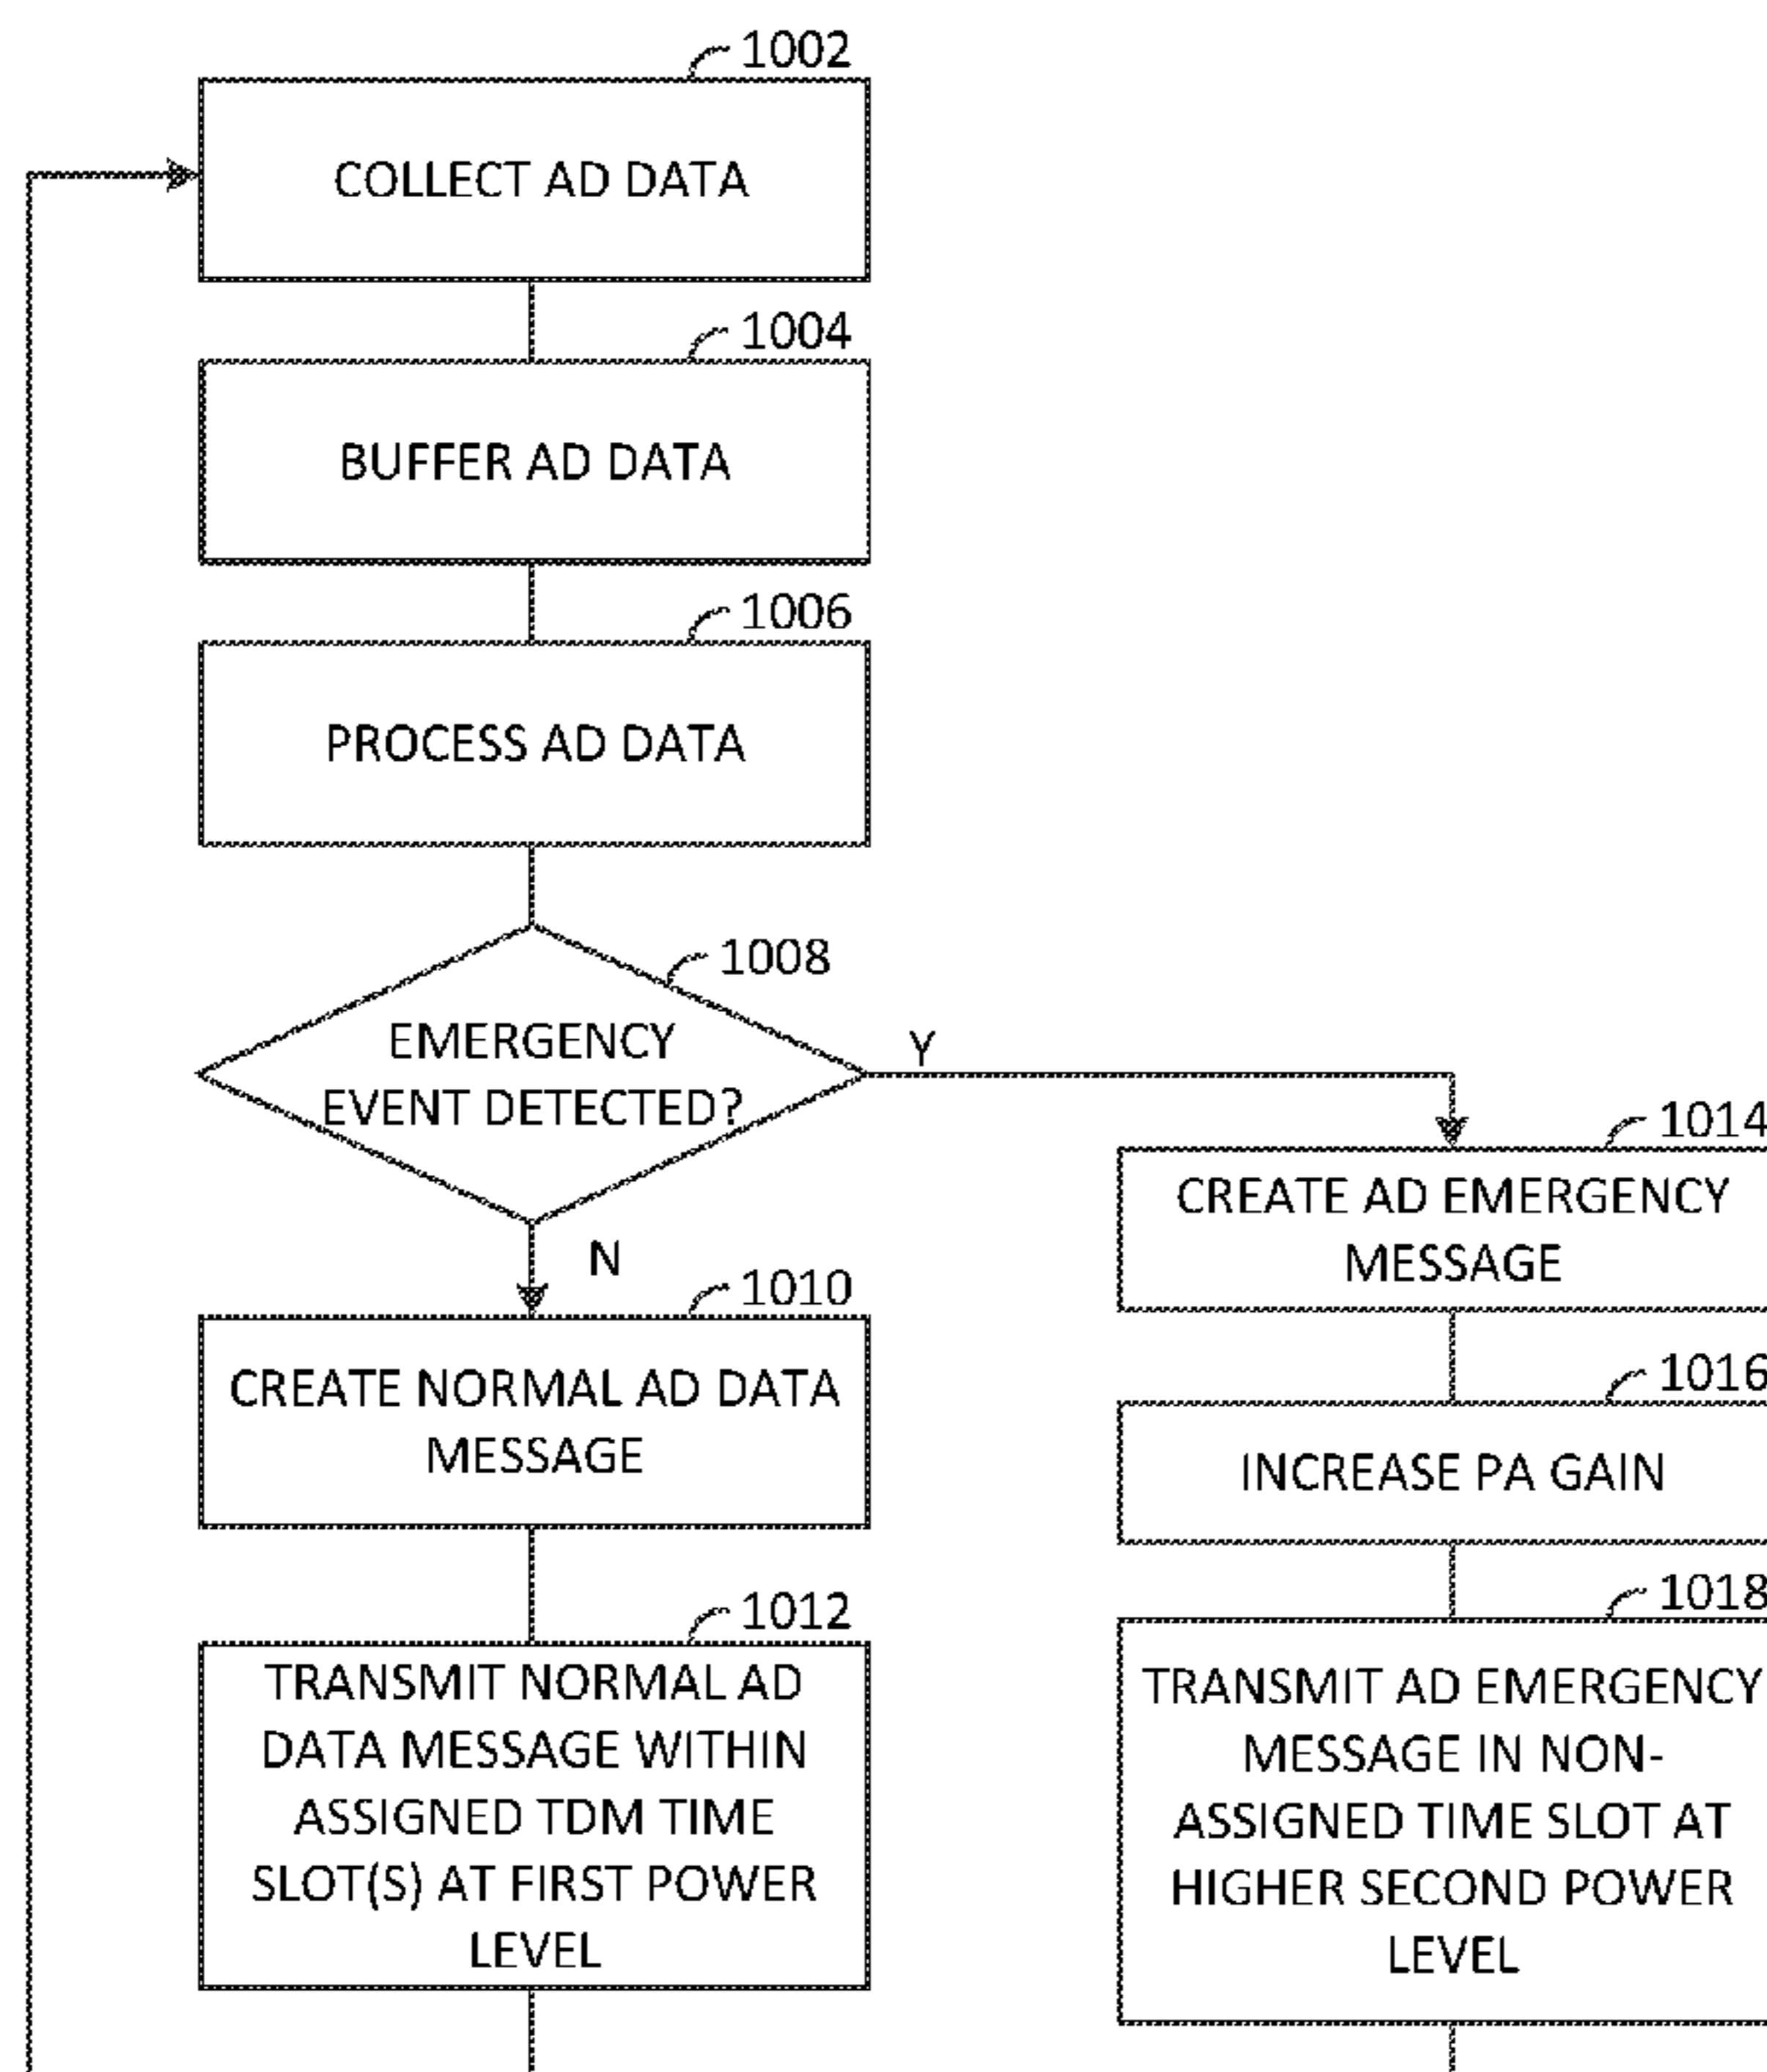 1002
COLLECT AD DATA
1004
BUFFER AD DATA
1006
PROCESS AD DATA
1008
EMERGENCY
EVENT DETECTED?
Y
N
1010
CREATE NORMAL AD DATA
MESSAGE
1012
TRANSMIT NORMAL AD
DATA MESSAGE WITHIN
ASSIGNED TDM TIME
SLOT(S) AT FIRST POWER
LEVEL
1014
CREATE AD EMERGENCY
MESSAGE
1016
INCREASE PA GAIN
1018
TRANSMIT AD EMERGENCY
MESSAGE IN NON-
ASSIGNED TIME SLOT AT
HIGHER SECOND POWER
LEVEL